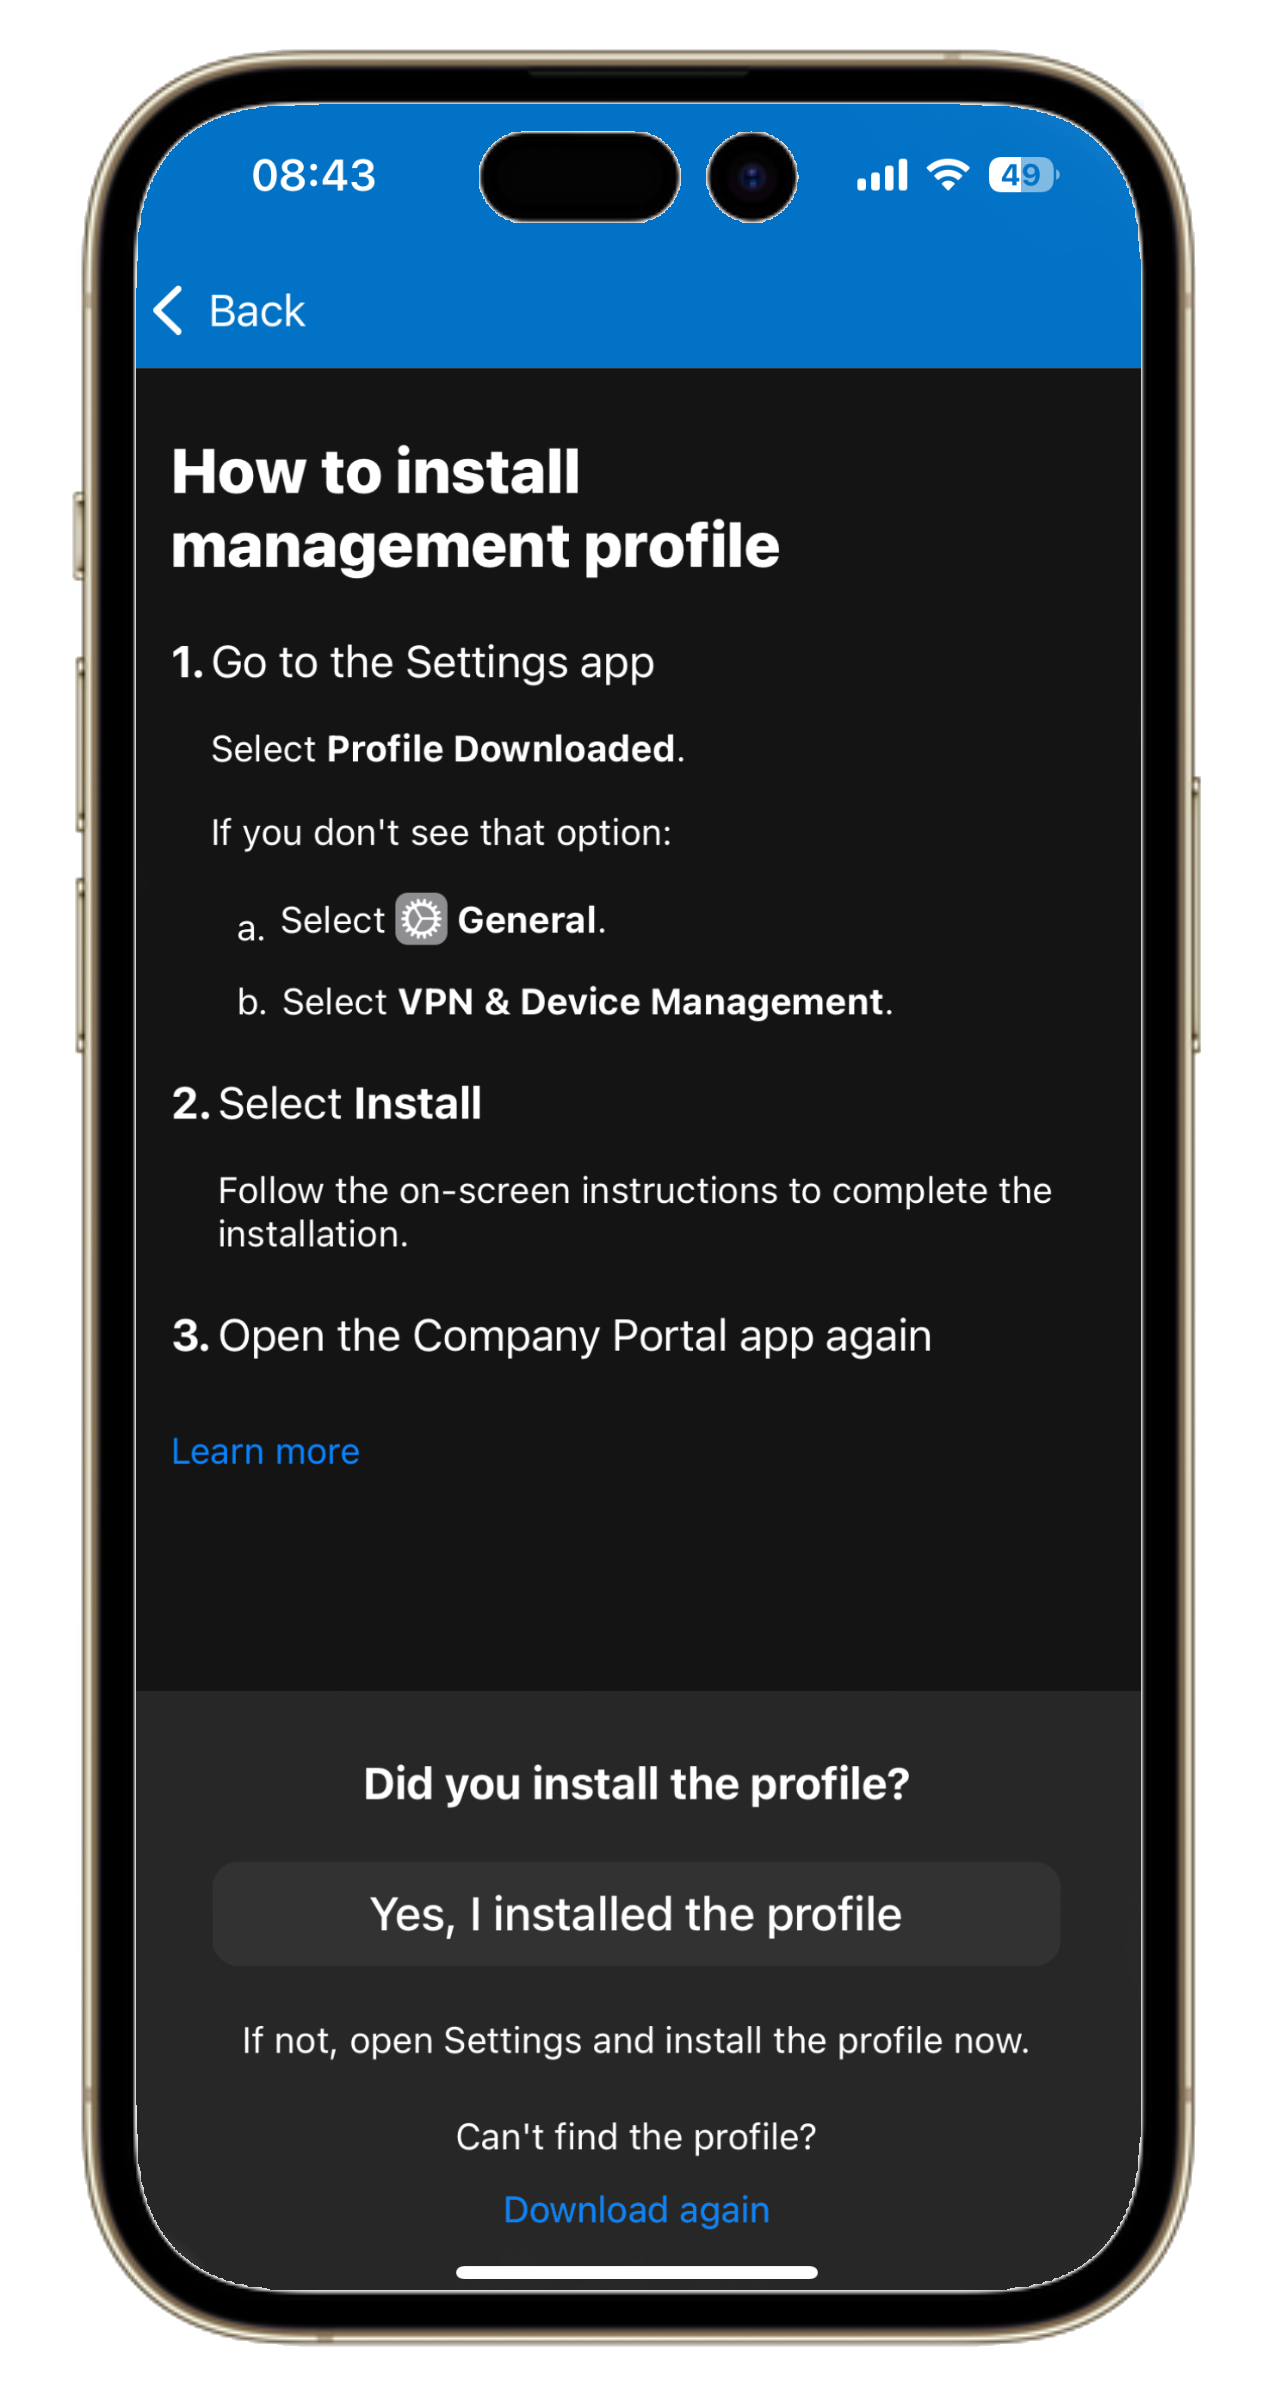 08:43
49
Back
How to install
management profile
1. Go to the Settings app
Select Profile Downloaded.
If you don't see that option:
a. Select General.
b. Select VPN & Device Management.
2. Select Install
Follow the on-screen instructions to complete the
installation.
3. Open the Company Portal app again
Learn more
Did you install the profile?
Yes, I installed the profile
If not, open Settings and install the profile now.
Can't find the profile?
Download again